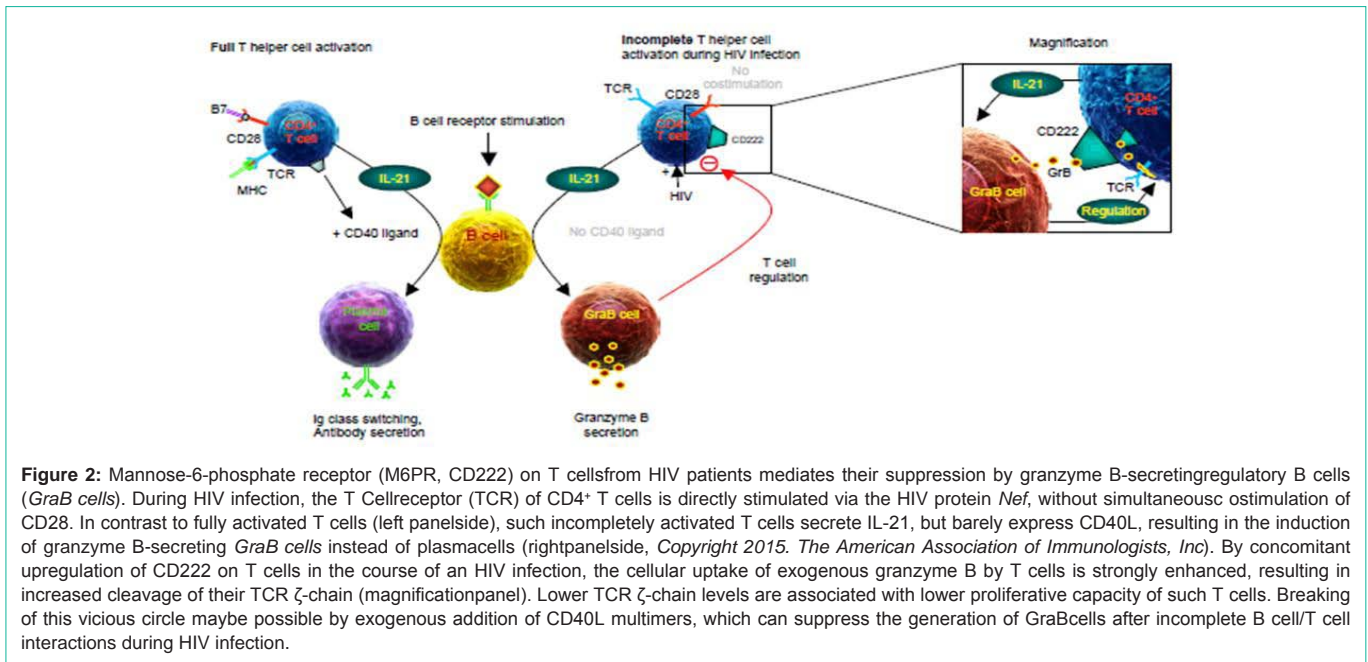 Full T helper cell activation
Incomplete T helper cell
activation during HIV infection
Magnification
No
costimulation
TCR
CD28
B7
CD4+
T cell
CD28
TCR
MHC
B cell receptor stimulation
CD4+
T cell
CD222
IL-21
IL-21
+
HIV
+ CD40 ligand
B cell
No CD40 ligand
T cell
regulation
Plasma
cell
GraB cell
Ig class switching,
Antibody secretion
Granzyme B
secretion
IL-21
CD4+
T cell
CD222
GrB
TCR
GraB cell
Regulation
Figure 2: Mannose-6-phosphate receptor (M6PR, CD222) on T cellsfrom HIV patients mediates their suppression by granzyme B-secretingregulatory B cells
(GraB cells). During HIV infection, the T Cellreceptor (TCR) of CD4+ T cells is directly stimulated via the HIV protein Nef, without simultaneousc ostimulation of
CD28. In contrast to fully activated T cells (left panelside), such incompletely activated T cells secrete IL-21, but barely express CD40L, resulting in the induction
of granzyme B-secreting GraB cells instead of plasmacells (rightpanelside, Copyright 2015. The American Association of Immunologists, Inc). By concomitant
upregulation of CD222 on T cells in the course of an HIV infection, the cellular uptake of exogenous granzyme B by T cells is strongly enhanced, resulting in
increased cleavage of their TCR ζ-chain (magnificationpanel). Lower TCR ζ-chain levels are associated with lower proliferative capacity of such T cells. Breaking
of this vicious circle maybe possible by exogenous addition of CD40L multimers, which can suppress the generation of GraBcells after incomplete B cell/T cell
interactions during HIV infection.